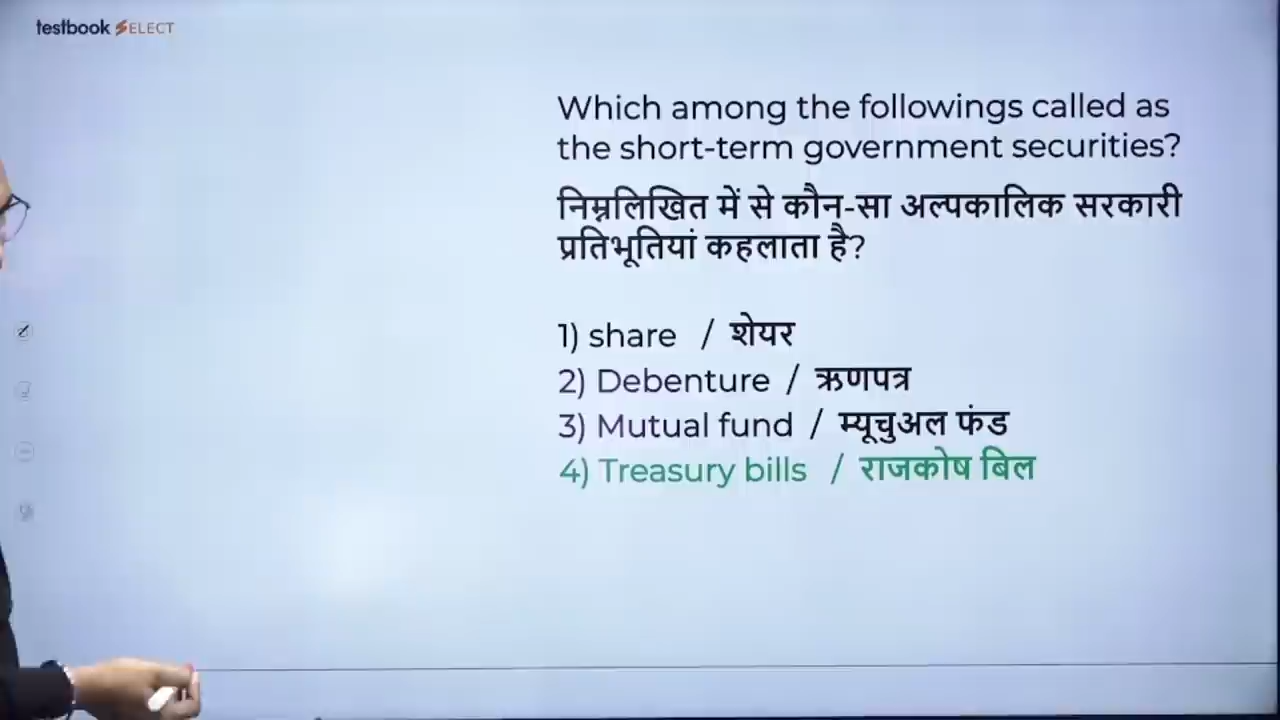 testbook SELECT
Which among the followings called as
the short-term government securities?
निम्नलिखित में से कौन-सा अल्पकालिक सरकारी
प्रतिभूतियां कहलाता है?
1) share / शेयर
2) Debenture / ऋणपत्र
3) Mutual fund / म्यूचुअल फंड
4) Treasury bills / राजकोष बिल